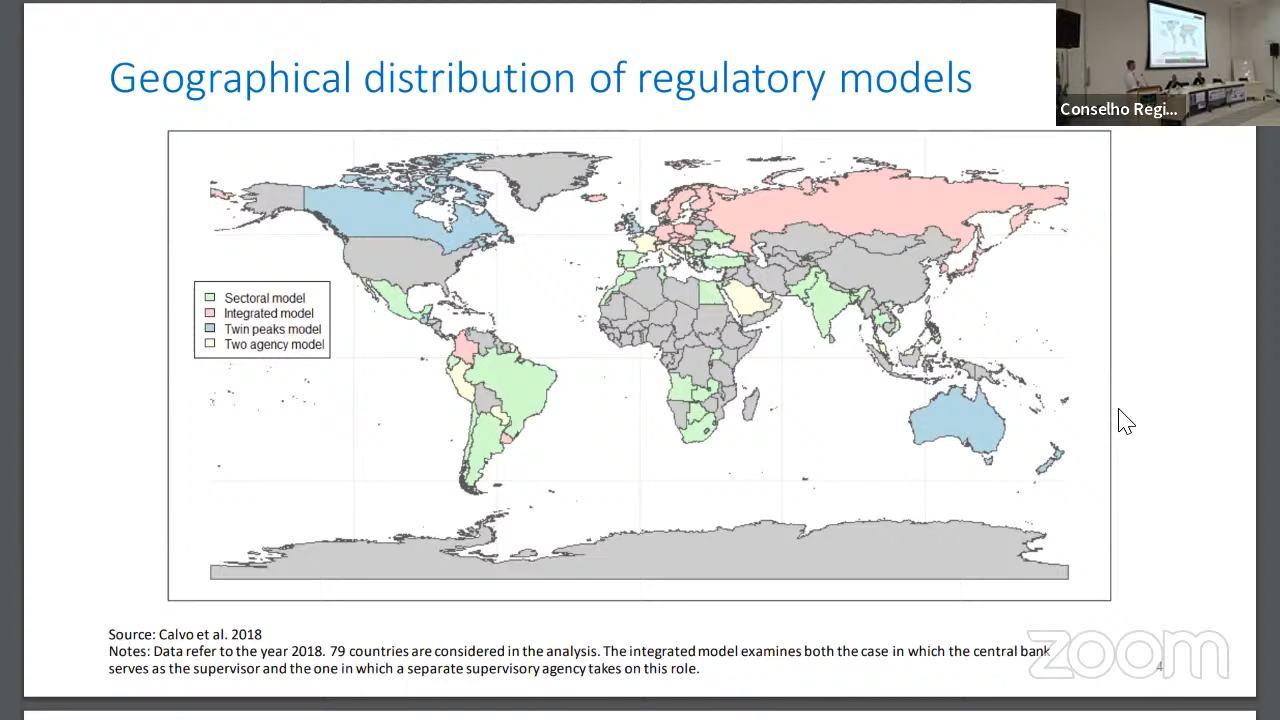 Geographical distribution of regulatory models
Conselho Regi...
Sectoral model
Integrated model
Twin peaks model
Two agency model
Source: Calvo et al. 2018
Notes: Data refer to the year 2018. 79 countries are considered in the analysis. The integrated model examines both the case in which the central bank
serves as the supervisor and the one in which a separate supervisory agency takes on this role.
zoom
4